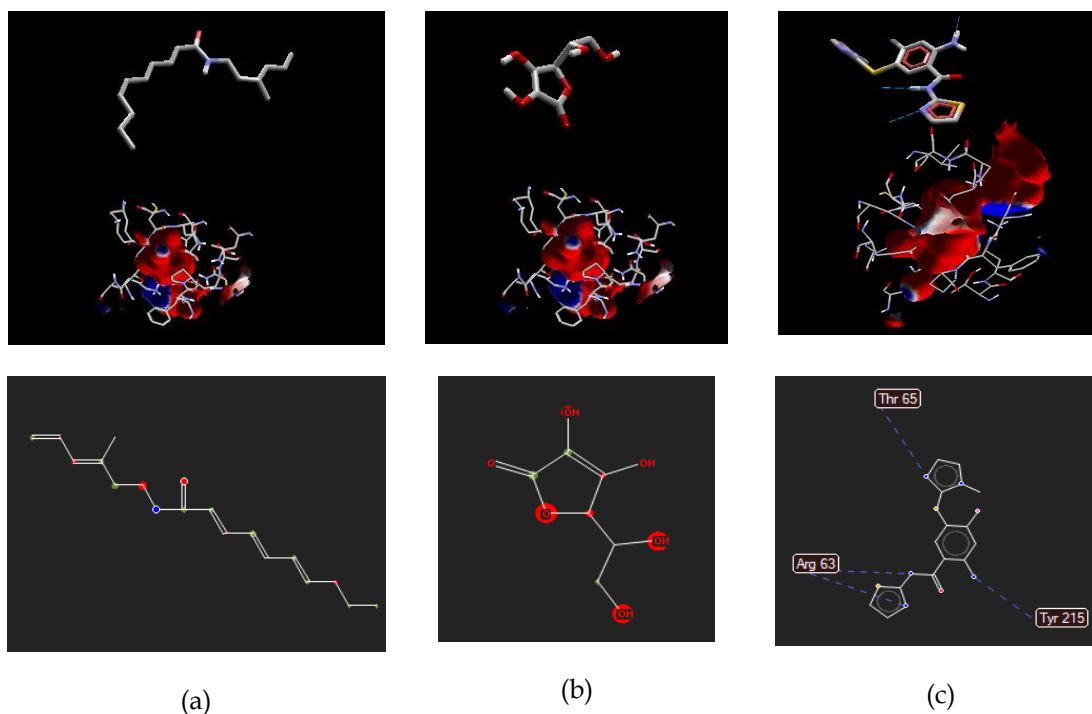 Thr 65
OH
O
OH
Arg 63
O
OH
Tyr 215
OH
(a)
(b)
(c)